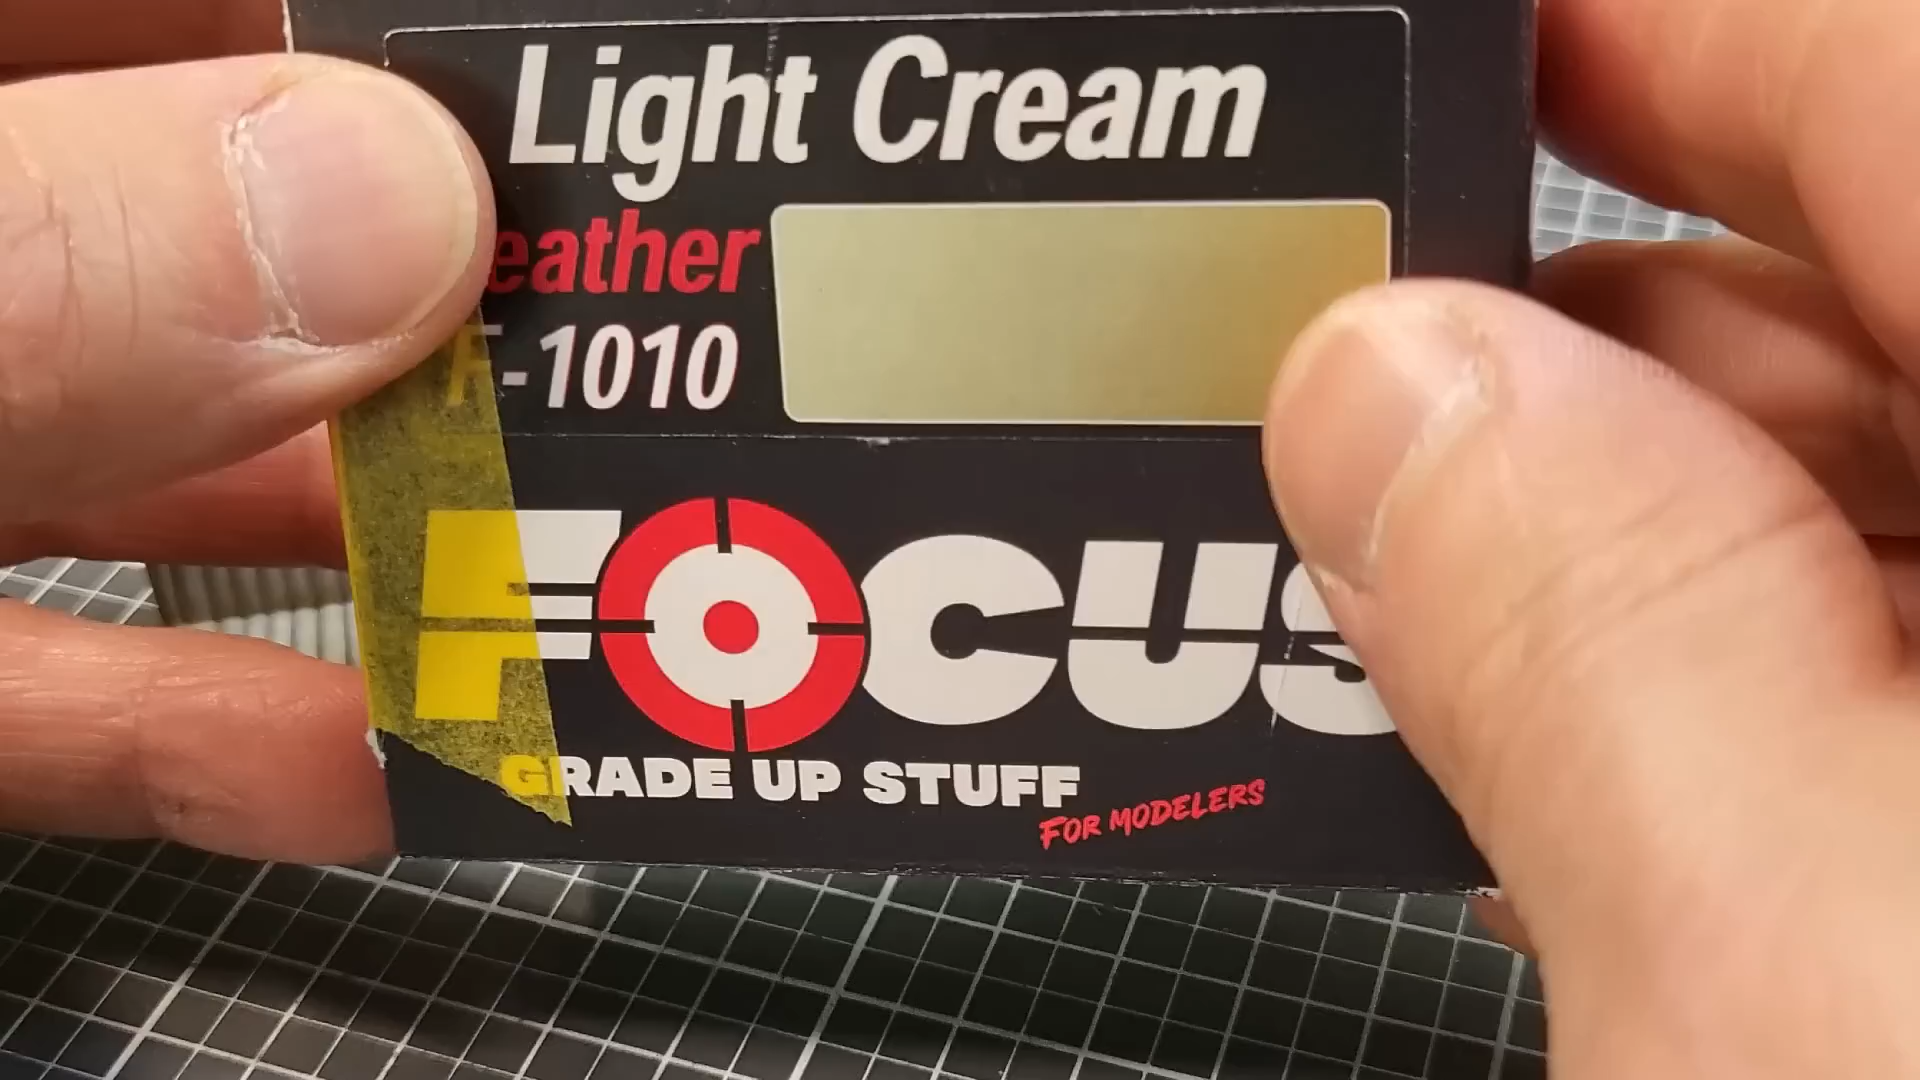 Light Cream
eather
F-1010
FOCUS
GRADE UP STUFF
FOR MODELERS